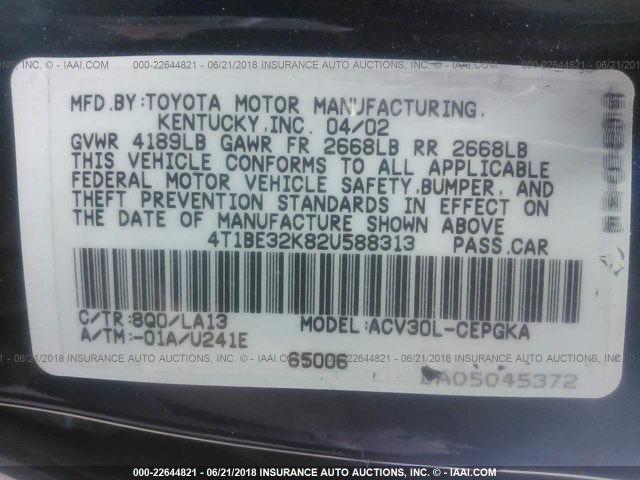 - IAAI.com 000-22644821 - 06/21/2018 INSURANCE AUTO AUCTIONS, INC. - IAAI.com 000-22644821 - 06/21/2018 INSURANCE AUTO AUCTIONS, INC. - IAAI
MFD.BY:TOYOTA MOTOR MANUFACTURING,
KENTUCKY,INC. 04/02
GVWR 4189LB GAWR FR 2668LB RR 2668LB
THIS VEHICLE CONFORMS TO ALL APPLICABLE
FEDERAL MOTOR VEHICLE SAFETY,BUMPER, AND
THEFT PREVENTION STANDARDS IN EFFECT ON
THE DATE OF MANUFACTURE SHOWN ABOVE
4T1BE32K82U588313 PASS.CAR
C/TR:8Q0/LA13 MODEL:ACV30L-CEPGKA
A/TM:-01A/U241E
65006
AO5045372
000-22644821 - 06/21/2018 INSURANCE AUTO AUCTIONS, INC. - IAAI.COM